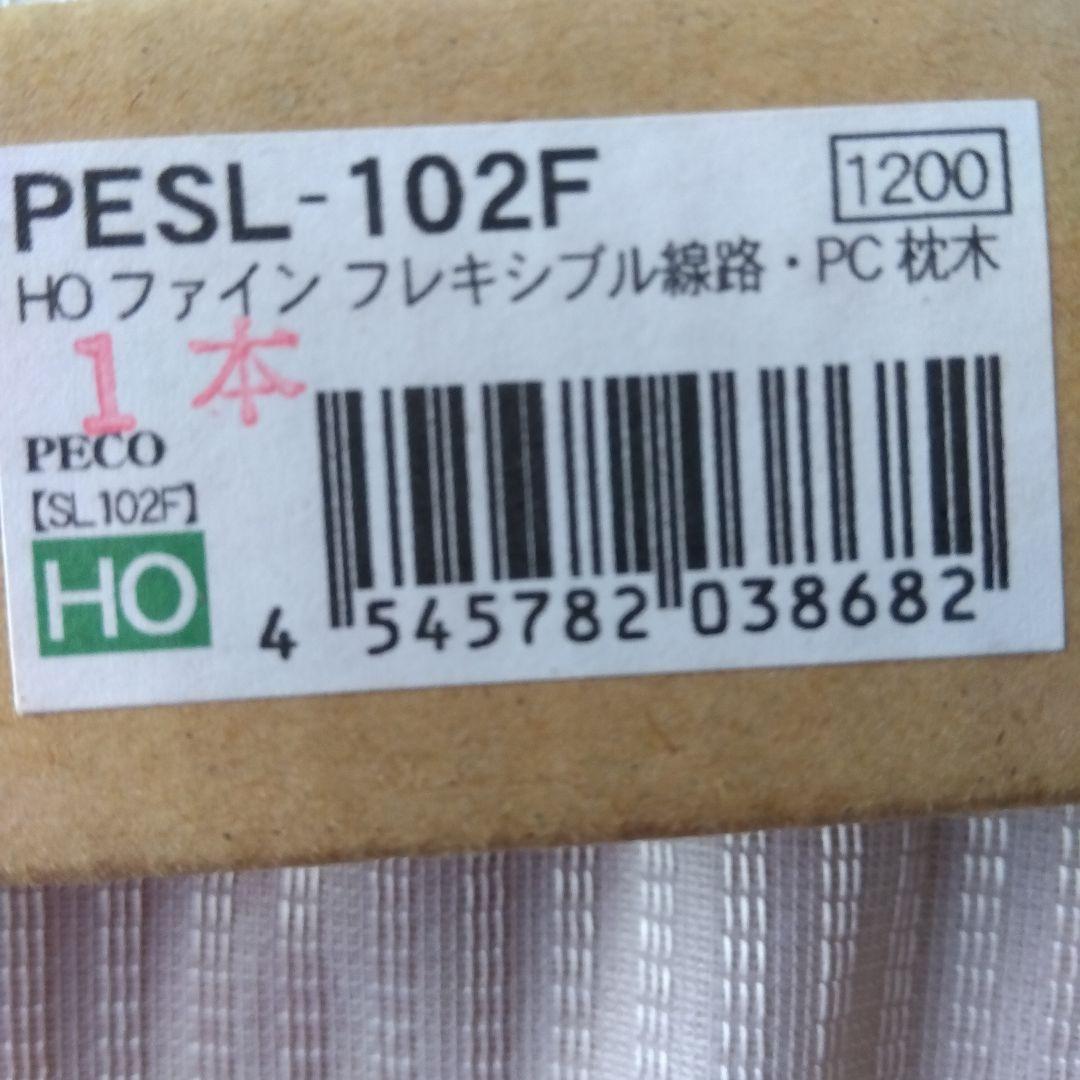 PESL-102F
1200
HO ファイン フレキシブル線路・PC 枕木
1 本
PECO
【SL102F】
HO
4 545782 038682